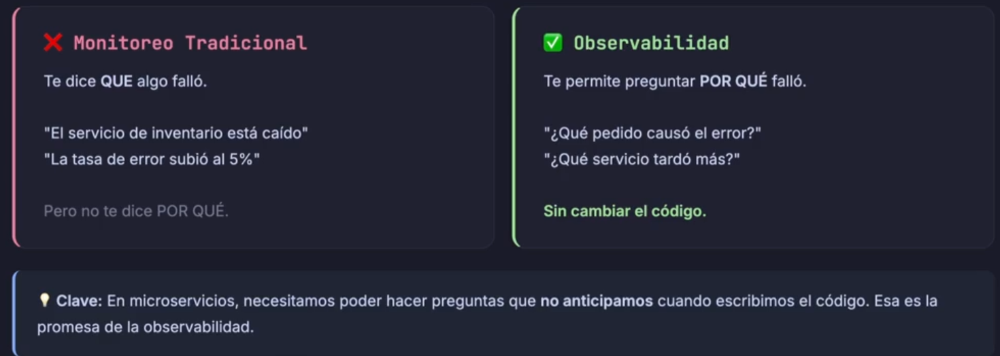 ❌ Monitoreo Tradicional
Te dice QUE algo falló.
"El servicio de inventario está caído"
"La tasa de error subió al 5%"
Pero no te dice POR QUÉ.
✅ Observabilidad
Te permite preguntar POR QUÉ falló.
"¿Qué pedido causó el error?"
"¿Qué servicio tardó más?"
Sin cambiar el código.
💡 Clave: En microservicios, necesitamos poder hacer preguntas que no anticipamos cuando escribimos el código. Esa es la
promesa de la observabilidad.